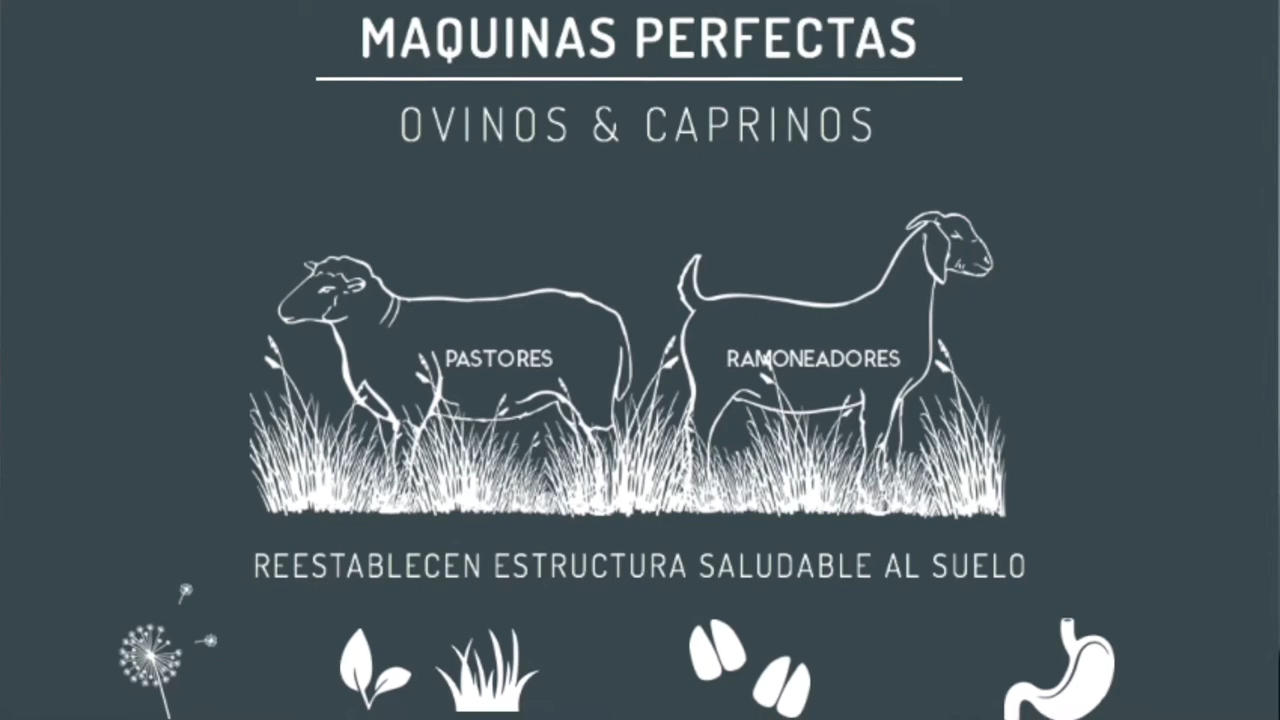 MAQUINAS PERFECTAS
OVINOS & CAPRINOS
PASTORES
RAMONEADORES
REESTABLECEN ESTRUCTURA SALUDABLE AL SUELO